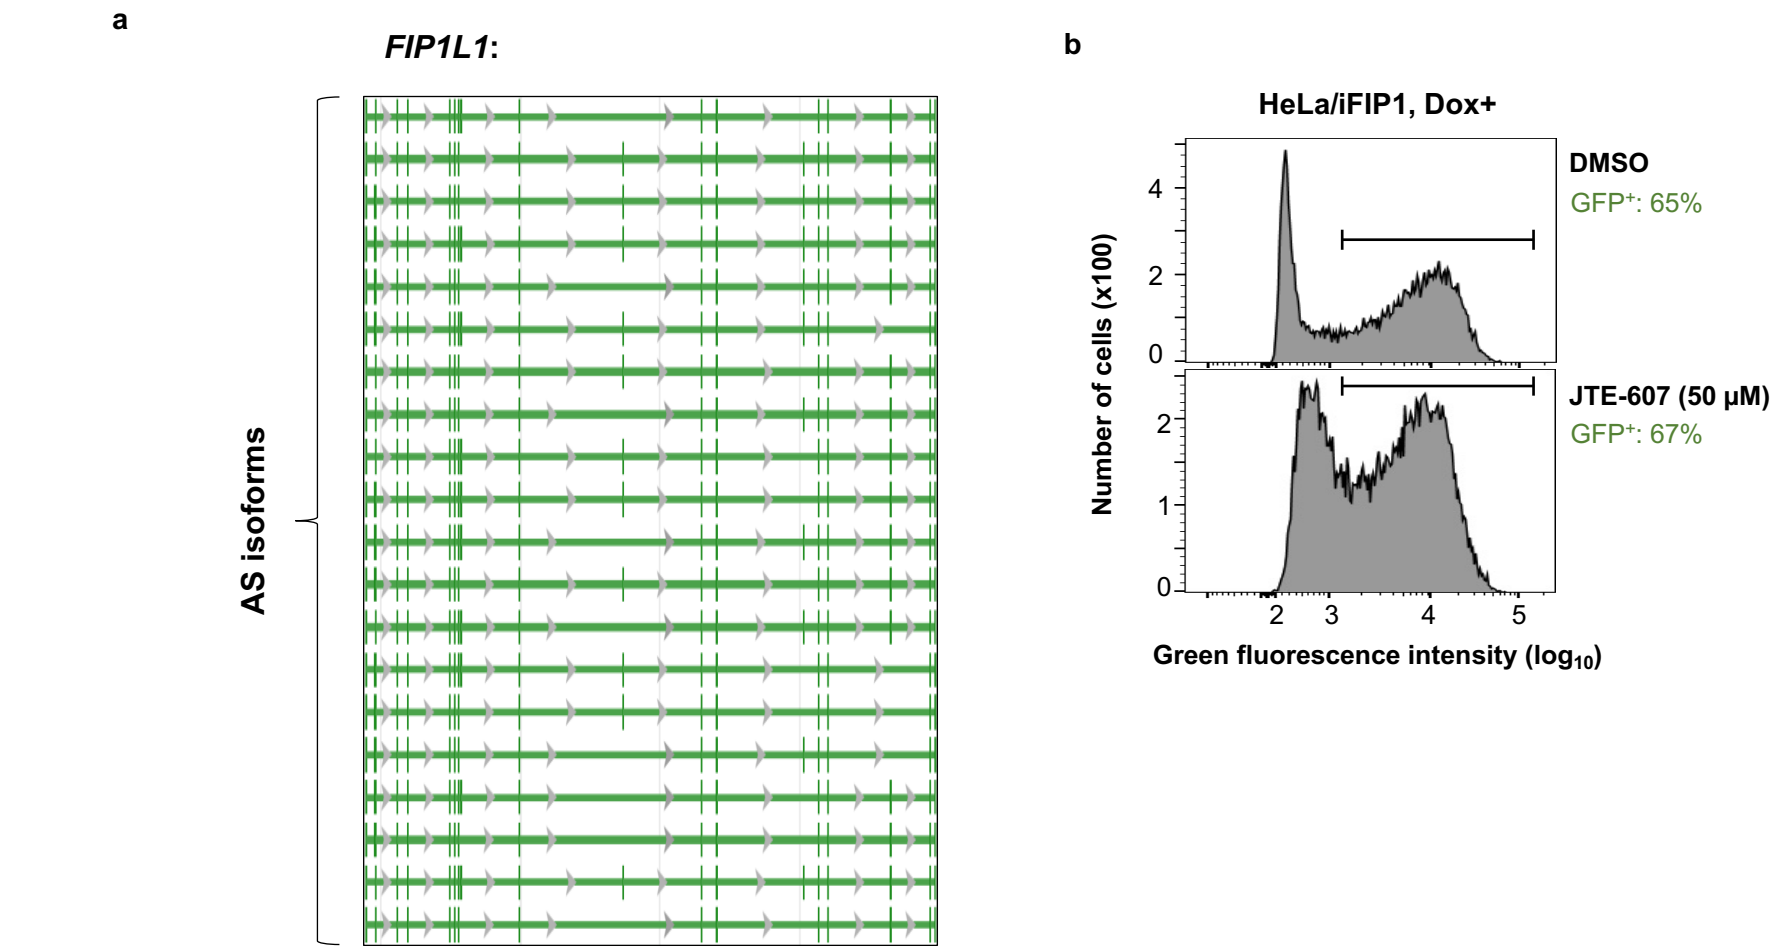 a
FIP1L1:
AS isoforms
b
HeLa/iFIP1, Dox+
DMSO
GFP⁺: 65%
4
2
0
JTE-607 (50 µM)
GFP⁺: 67%
2
1
0
Number of cells (x100)
2 3 4 5
Green fluorescence intensity (log₁₀)